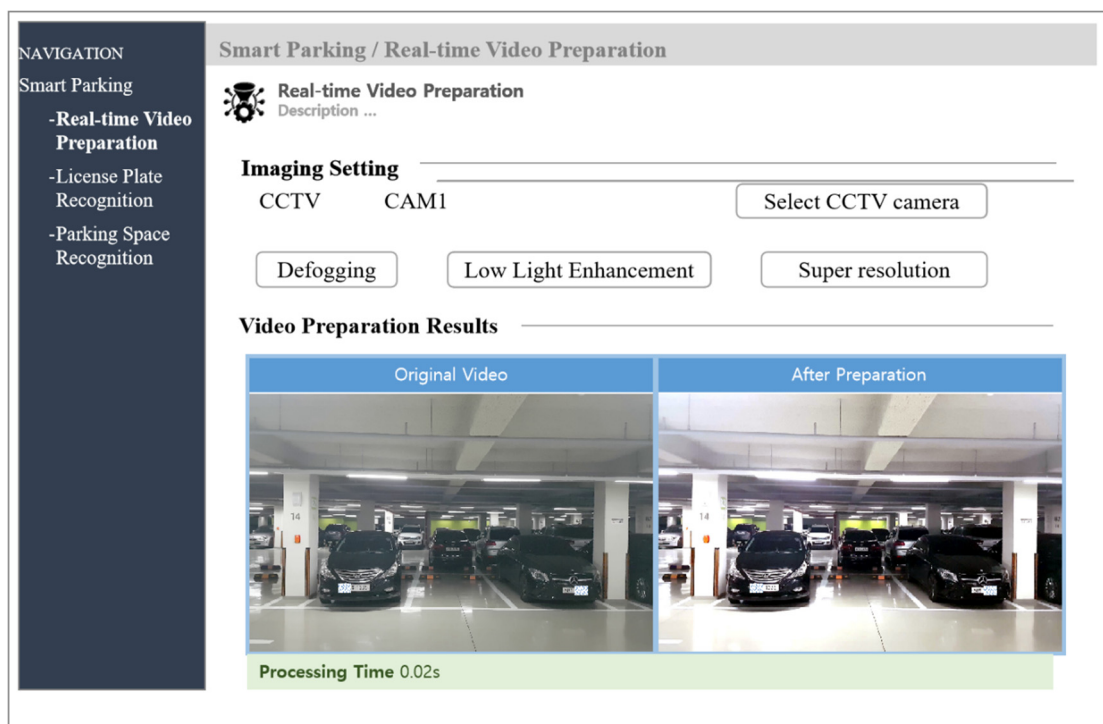 NAVIGATION
Smart Parking
-Real-time Video
Preparation
-License Plate
Recognition
-Parking Space
Recognition
Smart Parking / Real-time Video Preparation
Real-time Video Preparation
Description ...
Imaging Setting
CCTV CAM1 Select CCTV camera
Defogging Low Light Enhancement Super resolution
Video Preparation Results
Original Video After Preparation
14 14
Processing Time 0.02s